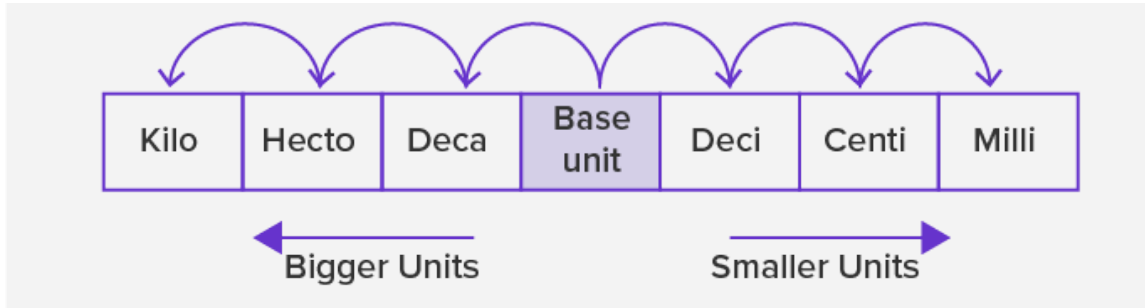 Kilo
Hecto
Deca
Base
unit
Deci
Centi
Milli
Bigger Units
Smaller Units